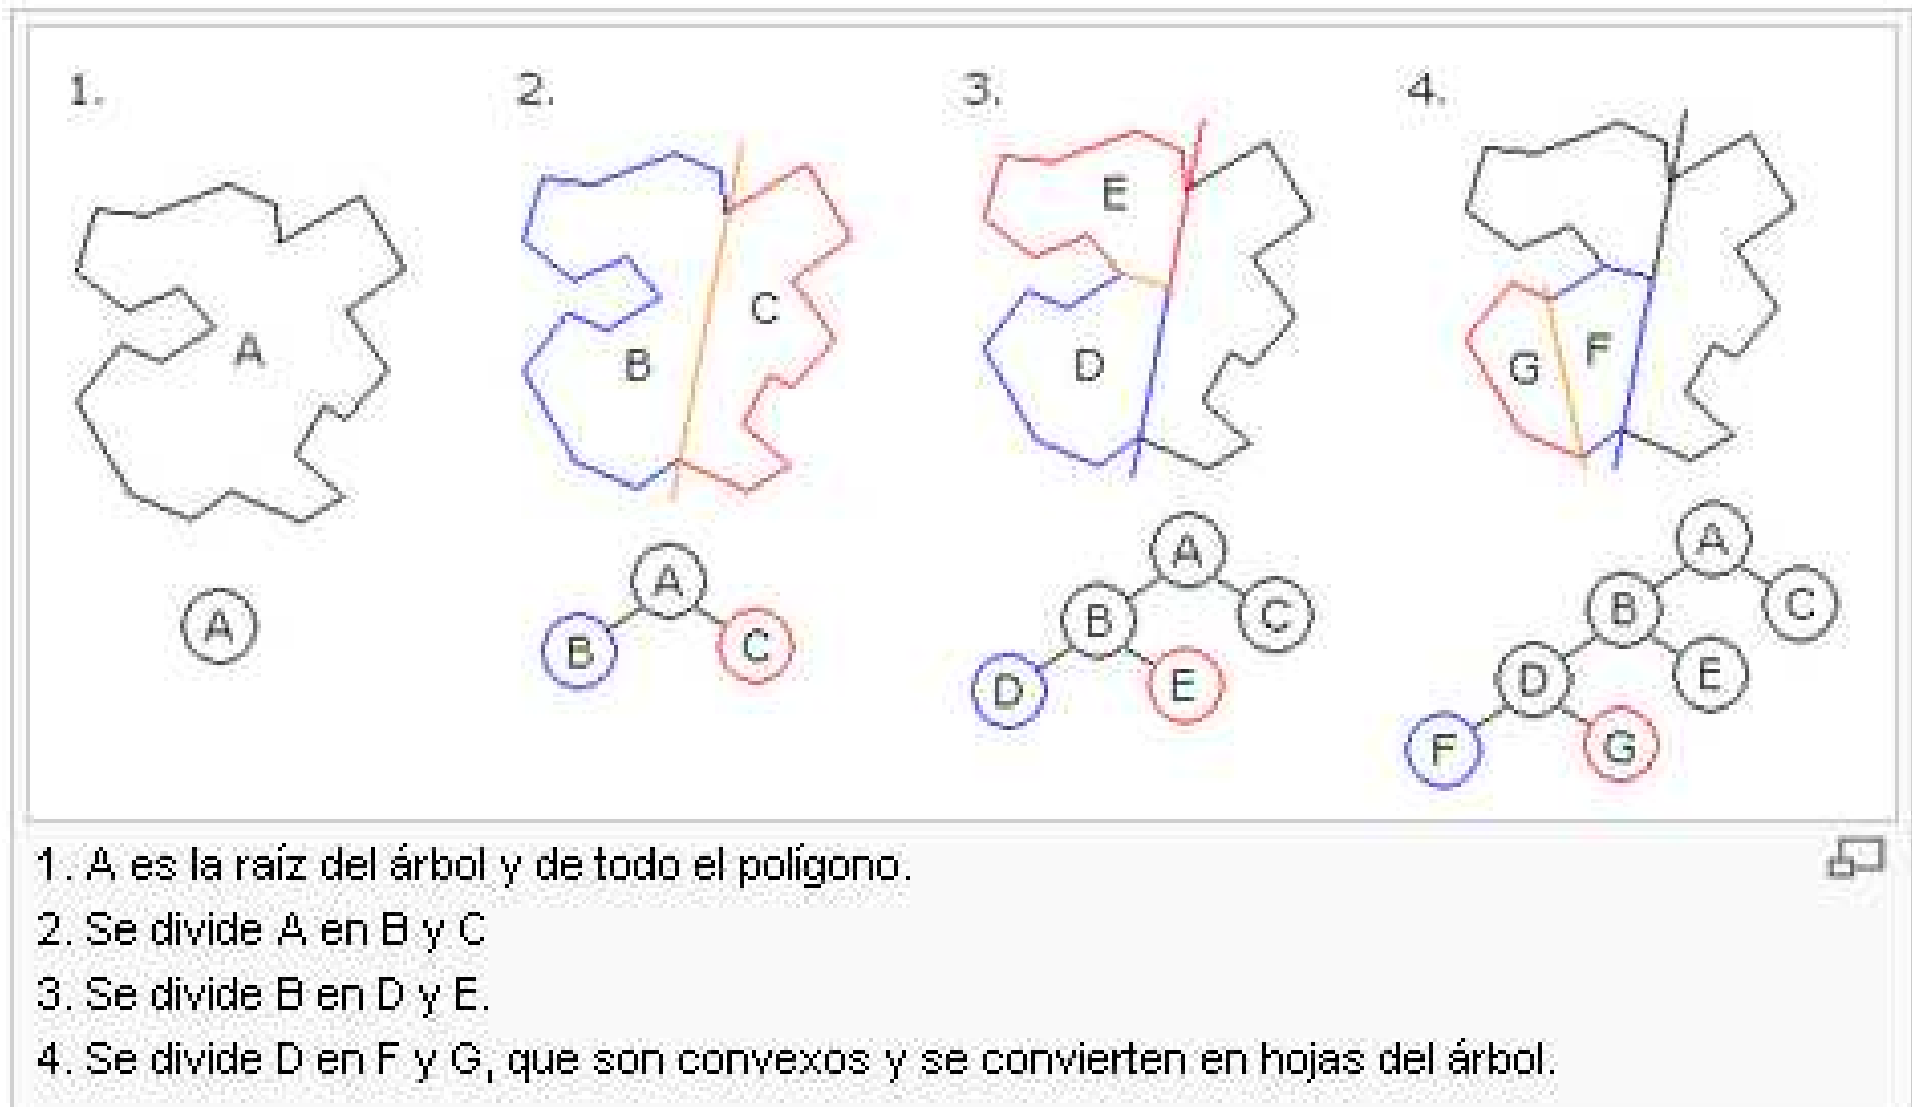 1.
2.
3.
4.
A
B
C
E
D
G
F
A
A
B
C
A
B
C
D
E
A
B
C
D
E
F
G
1. A es la raíz del árbol y de todo el polígono.
2. Se divide A en B y C
3. Se divide B en D y E.
4. Se divide D en F y G, que son convexos y se convierten en hojas del árbol.